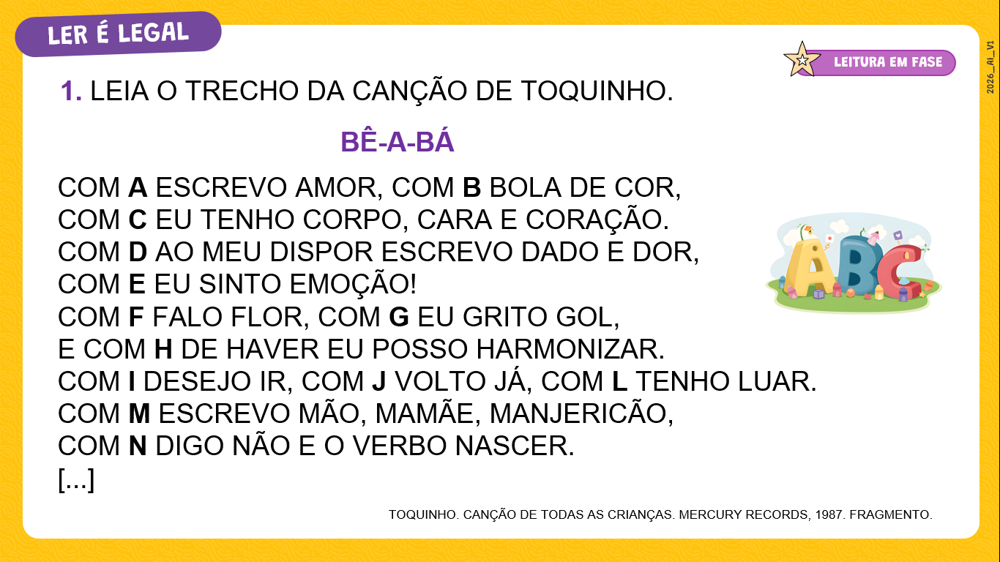 LER É LEGAL
LEITURA EM FASE
2026_AI_V1
1. LEIA O TRECHO DA CANÇÃO DE TOQUINHO.
BÊ-A-BÁ
COM A ESCREVO AMOR, COM B BOLA DE COR,
COM C EU TENHO CORPO, CARA E CORAÇÃO.
COM D AO MEU DISPOR ESCREVO DADO E DOR,
COM E EU SINTO EMOÇÃO!
COM F FALO FLOR, COM G EU GRITO GOL,
E COM H DE HAVER EU POSSO HARMONIZAR.
COM I DESEJO IR, COM J VOLTO JÁ, COM L TENHO LUAR.
COM M ESCREVO MÃO, MAMÃE, MANJERICÃO,
COM N DIGO NÃO E O VERBO NASCER.
[...]
ABC
TOQUINHO. CANÇÃO DE TODAS AS CRIANÇAS. MERCURY RECORDS, 1987. FRAGMENTO.